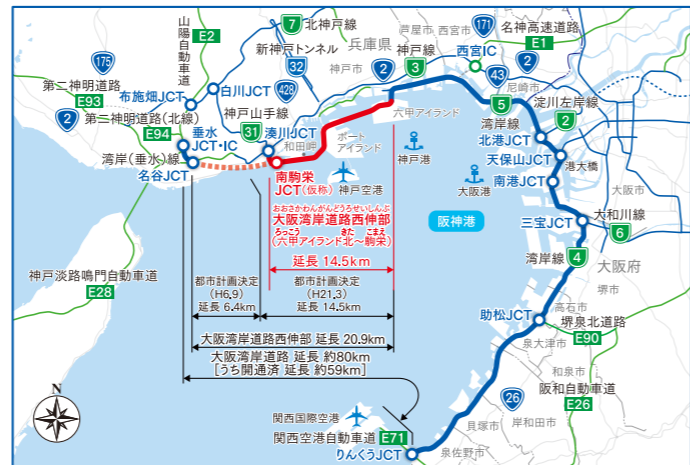 山陽自動車道
E2
175
7
北神戸線
新神戸トンネル
32
兵庫県
神戸市
芦屋市
西宮市
171
名神高速道路
E1
西宮IC
神戸線
3
2
2
43
尼崎市
第二神明道路
E93
2
布施畑JCT
白川JCT
428
神戸山手線
31
湊川JCT
第二神明道路(北線)
E94
垂水
JCT・IC
湾岸(垂水)線
名谷JCT
和田岬
ポート
アイランド
六甲アイランド
神戸港
神戸空港
大阪港
5
湾岸線
淀川左岸線
2
北港JCT
天保山JCT
港大橋
南港JCT
大阪市
三宝JCT
大和川線
6
阪神港
湾岸線
4
大阪府
堺市
高石市
助松JCT
堺泉北道路
E90
泉大津市
和泉市
阪和自動車道
E26
26
岸和田市
貝塚市
泉佐野市
南駒栄
JCT(仮称)
おおさかわんがんどうろせいしんぶ
大阪湾岸道路西伸部
ろっこう きた こまえ
(六甲アイランド北～駒栄)
延長 14.5km
神戸淡路鳴門自動車道
E28
都市計画決定
(H6.9)
延長 6.4km
都市計画決定
(H21.3)
延長 14.5km
大阪湾岸道路西伸部 延長 20.9km
大阪湾岸道路 延長 約80km
[うち開通済 延長 約59km]
N
関西国際空港
関西空港自動車道
E71
りんくうJCT